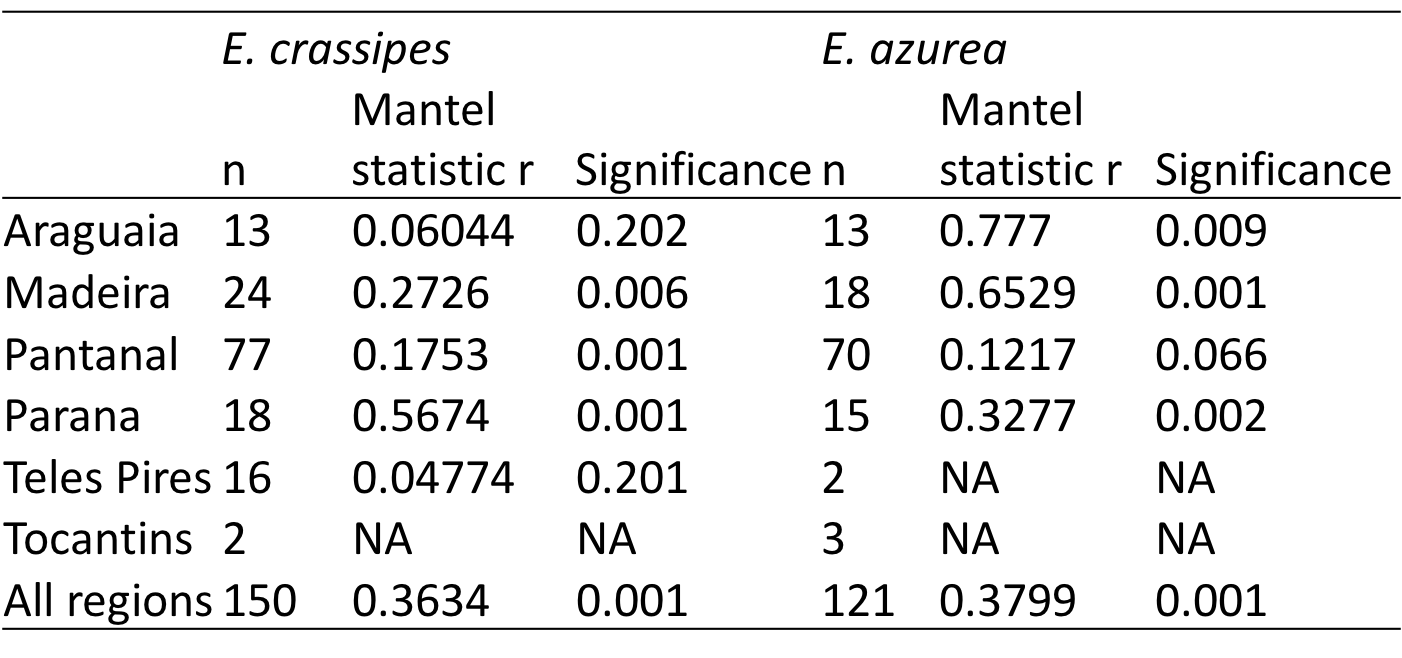 E. crassipes E. azurea
Mantel Mantel
n statistic r Significance n statistic r Significance
Araguaia 13 0.06044 0.202 13 0.777 0.009
Madeira 24 0.2726 0.006 18 0.6529 0.001
Pantanal 77 0.1753 0.001 70 0.1217 0.066
Parana 18 0.5674 0.001 15 0.3277 0.002
Teles Pires 16 0.04774 0.201 2 NA NA
Tocantins 2 NA NA 3 NA NA
All regions 150 0.3634 0.001 121 0.3799 0.001